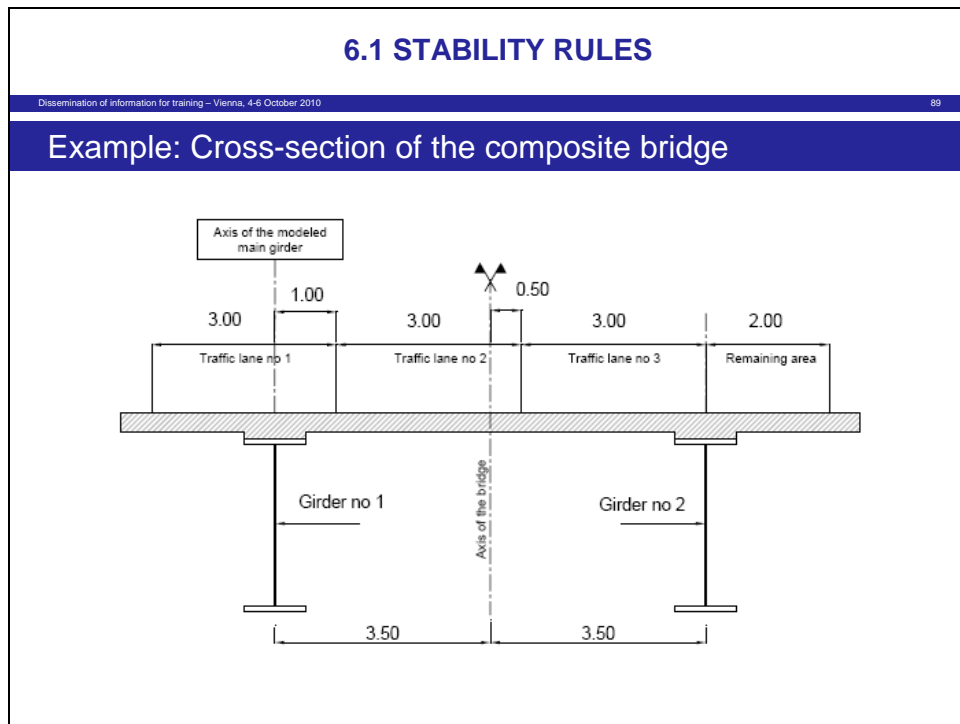 6.1 STABILITY RULES
Dissemination of information for training – Vienna, 4-6 October 2010
89
Example: Cross-section of the composite bridge
Axis of the modeled
main girder
1.00
0.50
3.00
3.00
3.00
2.00
Traffic lane no 1
Traffic lane no 2
Traffic lane no 3
Remaining area
Girder no 1
Axis of the bridge
Girder no 2
3.50
3.50